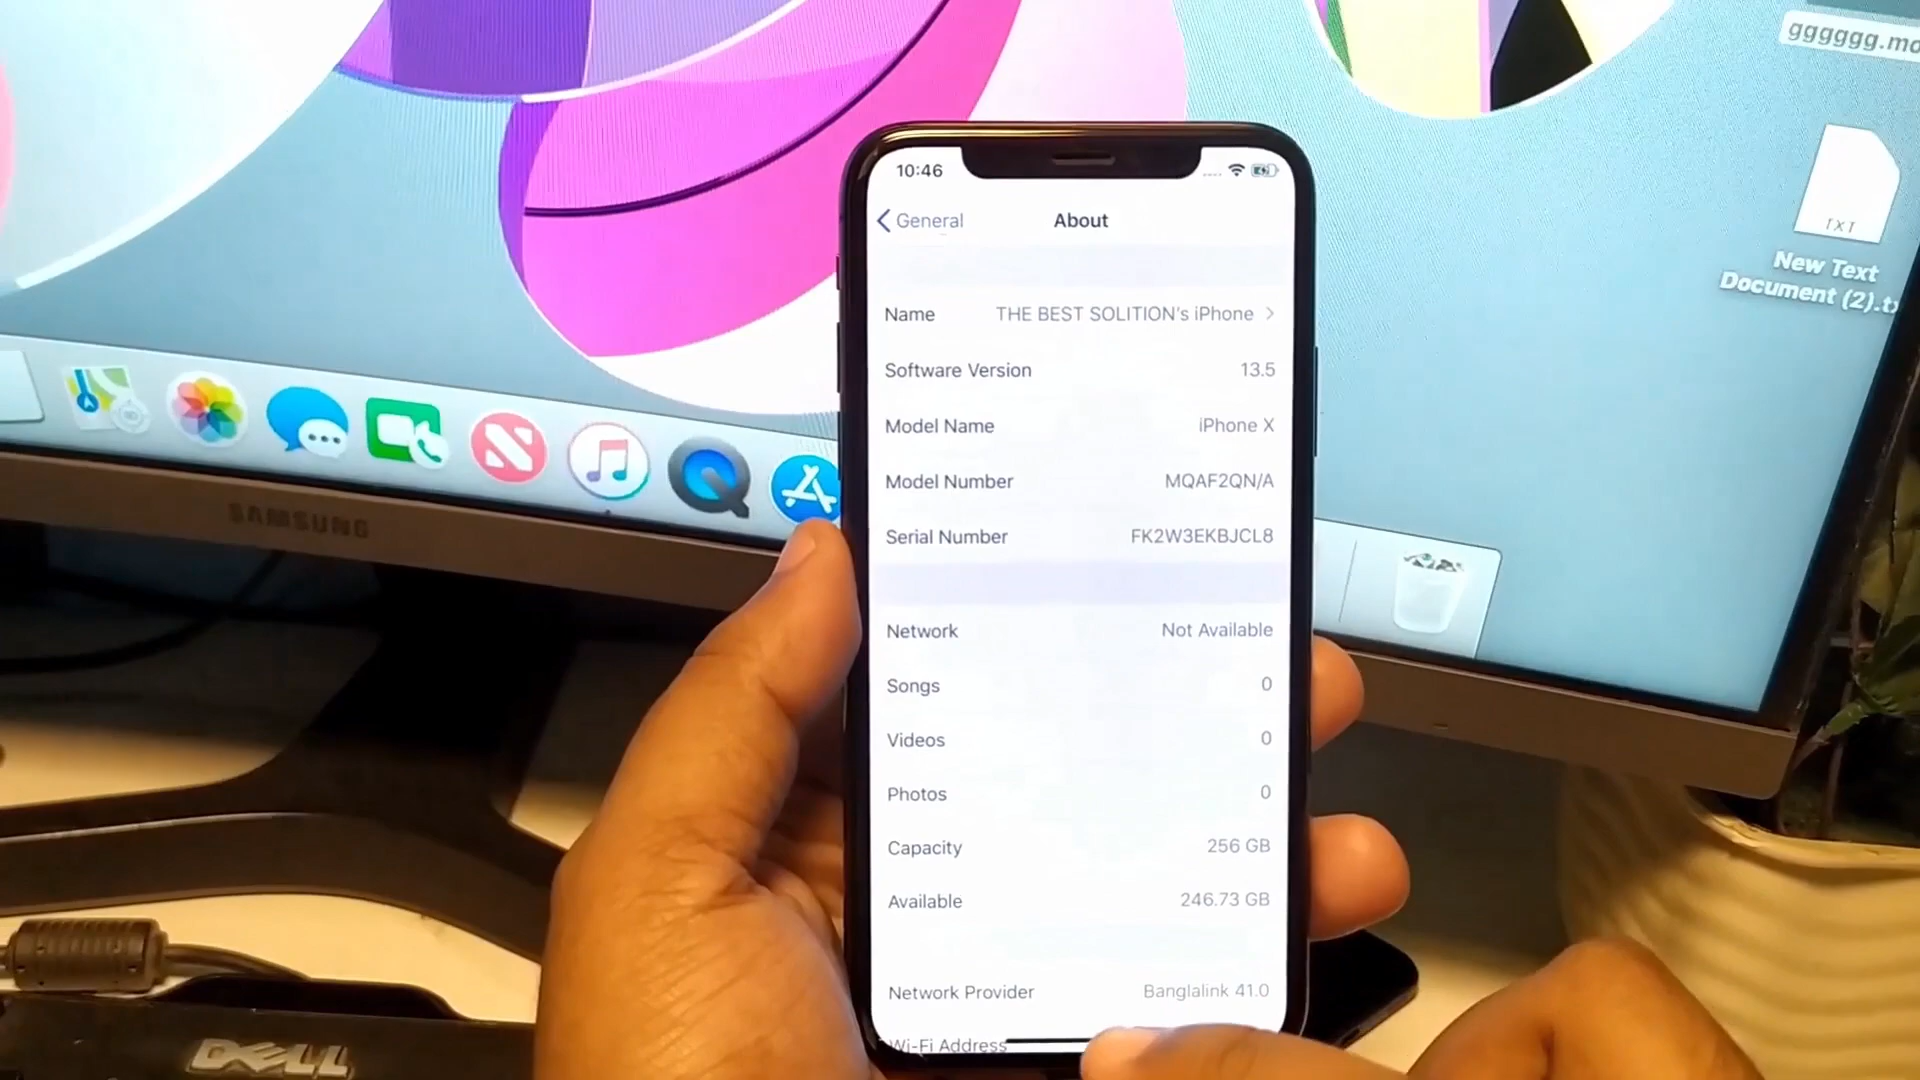 gggggg.mo
TXT
New Text
Document (2).t
SAMSUNG
DELL
10:46
General
About
Name THE BEST SOLITION's iPhone
Software Version 13.5
Model Name iPhone X
Model Number MQAF2QN/A
Serial Number FK2W3EKBJCL8
Network Not Available
Songs 0
Videos 0
Photos 0
Capacity 256 GB
Available 246.73 GB
Network Provider Banglalink 41.0
Wi-Fi Address